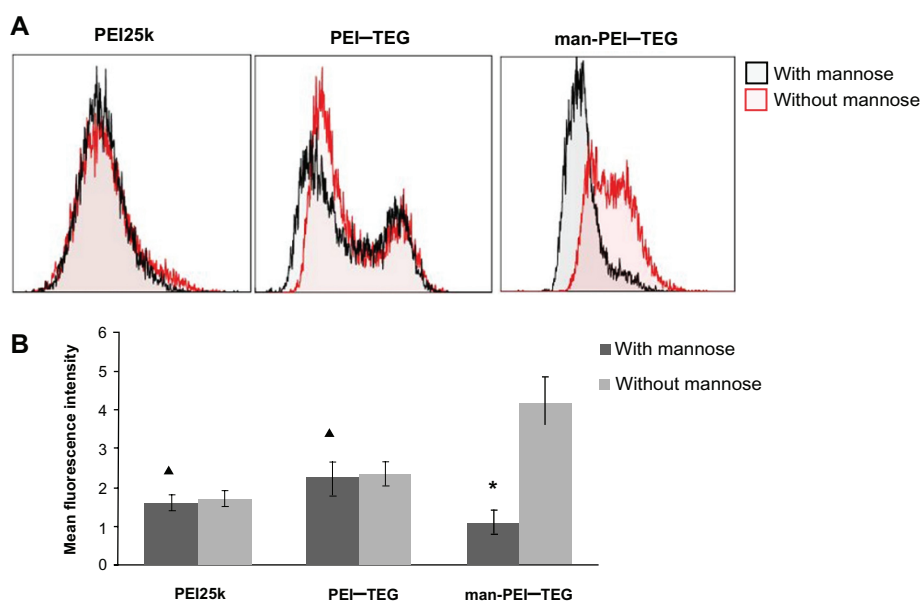 A
PEI25k
PEI–TEG
man-PEI–TEG
With mannose
Without mannose
B
Mean fluorescence intensity
6
5
4
3
2
1
0
▲
▲
*
With mannose
Without mannose
PEI25k
PEI–TEG
man-PEI–TEG